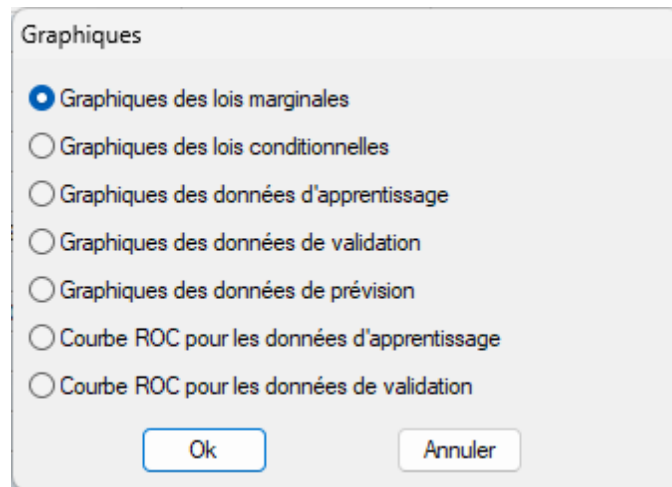 Graphiques
Graphiques des lois marginales
Graphiques des lois conditionnelles
Graphiques des données d'apprentissage
Graphiques des données de validation
Graphiques des données de prévision
Courbe ROC pour les données d'apprentissage
Courbe ROC pour les données de validation
Ok Annuler